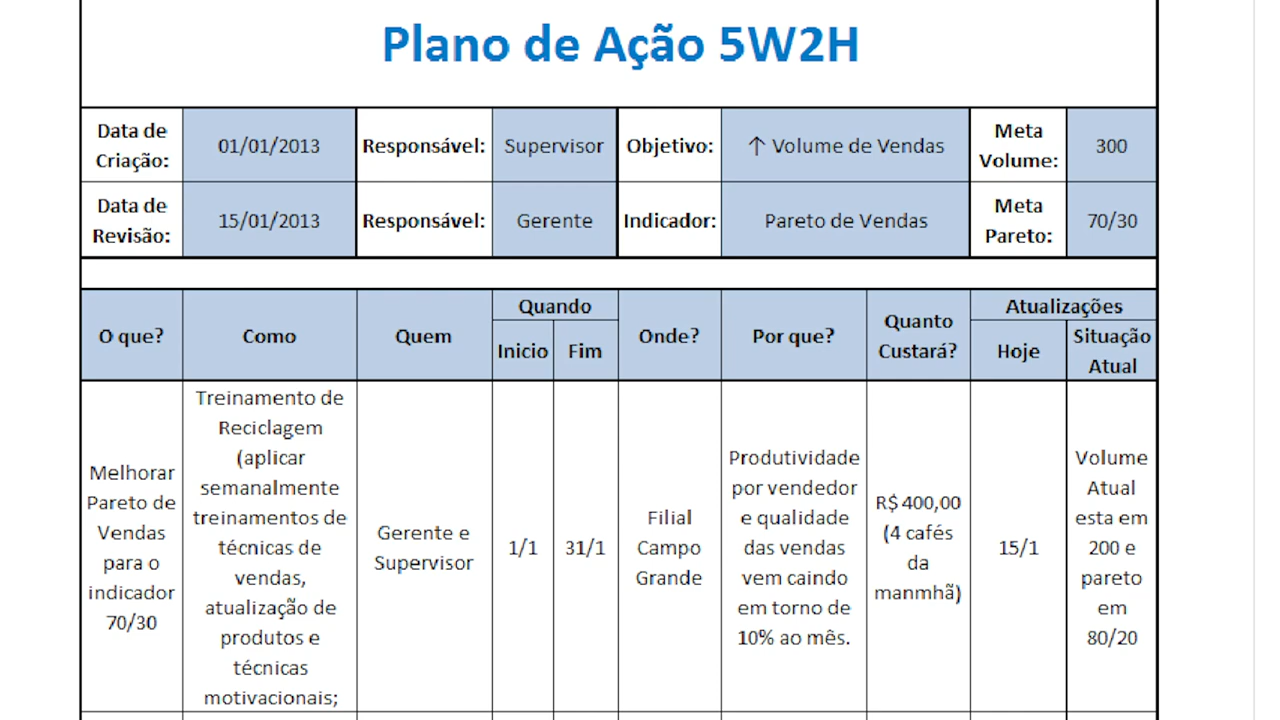 Plano de Ação 5W2H
Data de
Criação:
01/01/2013
Responsável:
Supervisor
Objetivo:
↑ Volume de Vendas
Meta
Volume:
300
Data de
Revisão:
15/01/2013
Responsável:
Gerente
Indicador:
Pareto de Vendas
Meta
Pareto:
70/30
O que?
Como
Quem
Quando
Inicio
Fim
Onde?
Por que?
Quanto
Custará?
Atualizações
Hoje
Situação
Atual
Melhorar
Pareto de
Vendas
para o
indicador
70/30
Treinamento de
Reciclagem
(aplicar
semanalmente
treinamentos de
técnicas de
vendas,
atualização de
produtos e
técnicas
motivacionais;
Gerente e
Supervisor
1/1
31/1
Filial
Campo
Grande
Produtividade
por vendedor
e qualidade
das vendas
vem caindo
em torno de
10% ao mês.
R$ 400,00
(4 cafés
da
manmhã)
15/1
Volume
Atual
esta em
200 e
pareto
em
80/20